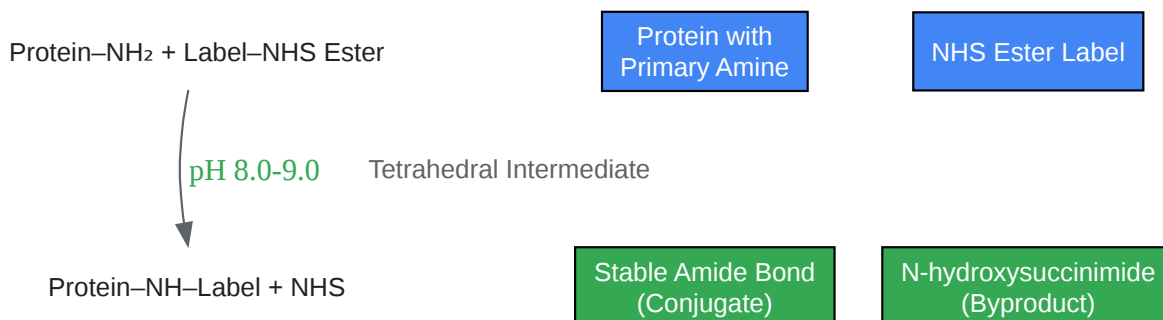 Protein–NH₂ + Label–NHS Ester
Protein with
Primary Amine
NHS Ester Label
pH 8.0-9.0
Tetrahedral Intermediate
Protein–NH–Label + NHS
Stable Amide Bond
(Conjugate)
N-hydroxysuccinimide
(Byproduct)